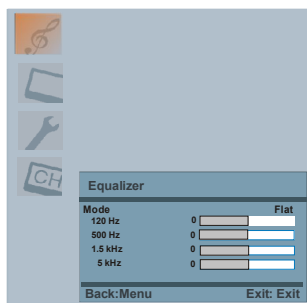 CH
Equalizer
Mode Flat
120 Hz 0
500 Hz 0
1.5 kHz 0
5 kHz 0
Back:Menu Exit: Exit